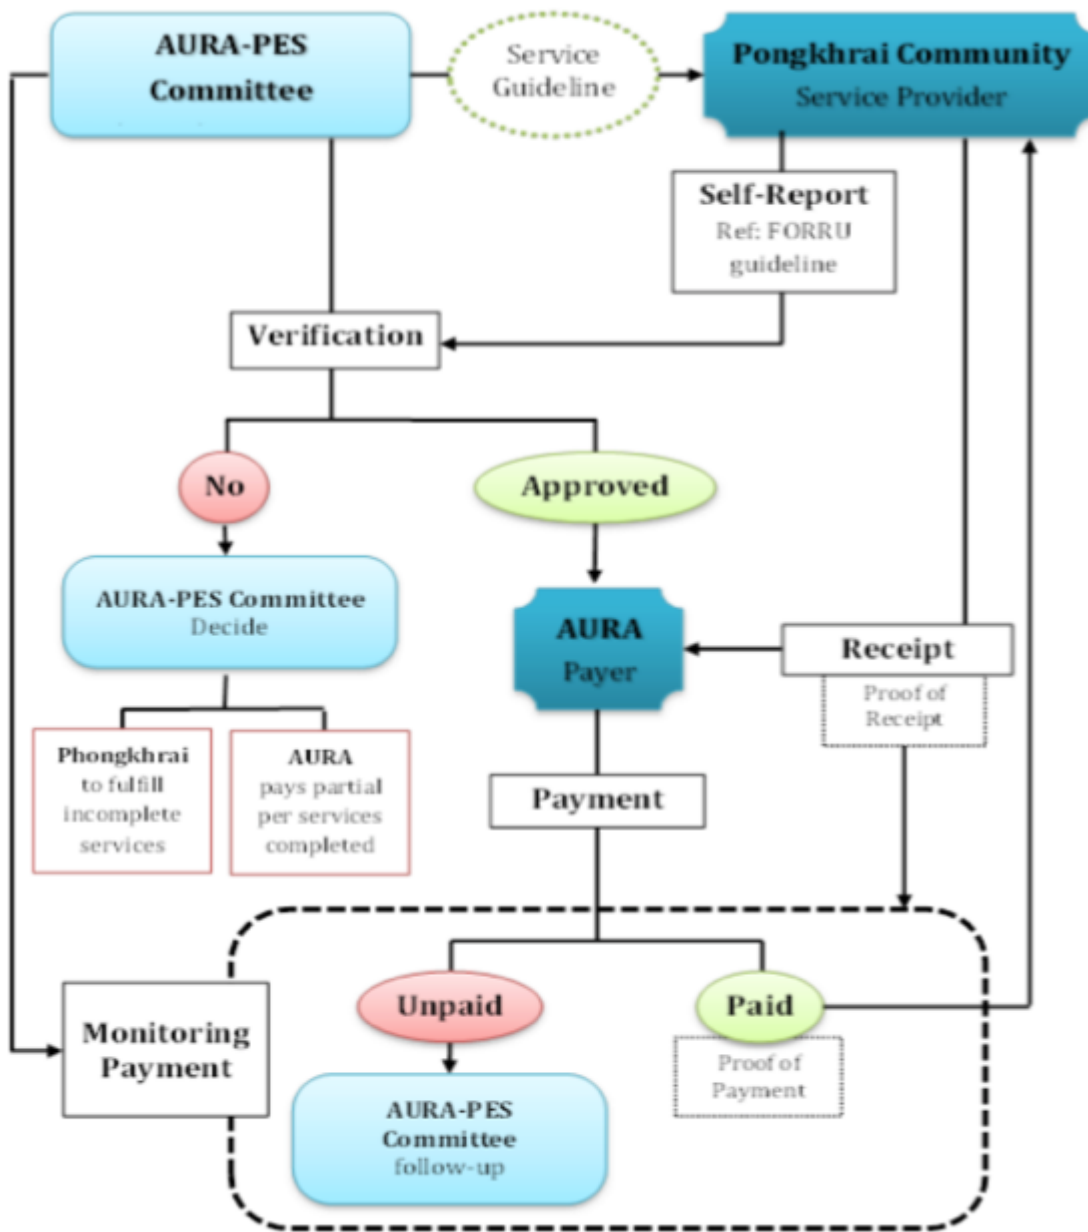 AURA-PES
Committee
Service
Guideline
Pongkhrai Community
Service Provider
Self-Report
Ref: FORRU
guideline
Verification
No
Approved
AURA-PES Committee
Decide
AURA
Payer
Receipt
Proof of
Receipt
Phongkhrai
to fulfill
incomplete
services
AURA
pays partial
per services
completed
Payment
Unpaid
Paid
Monitoring
Payment
Proof of
Payment
AURA-PES
Committee
follow-up